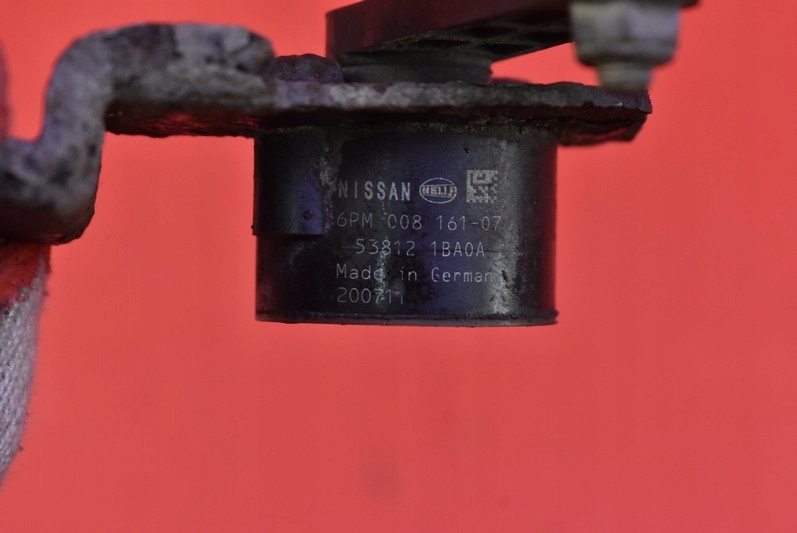 NISSAN HELLA
6PM 008 161-07
53812 1BA0A
Made in German
200711